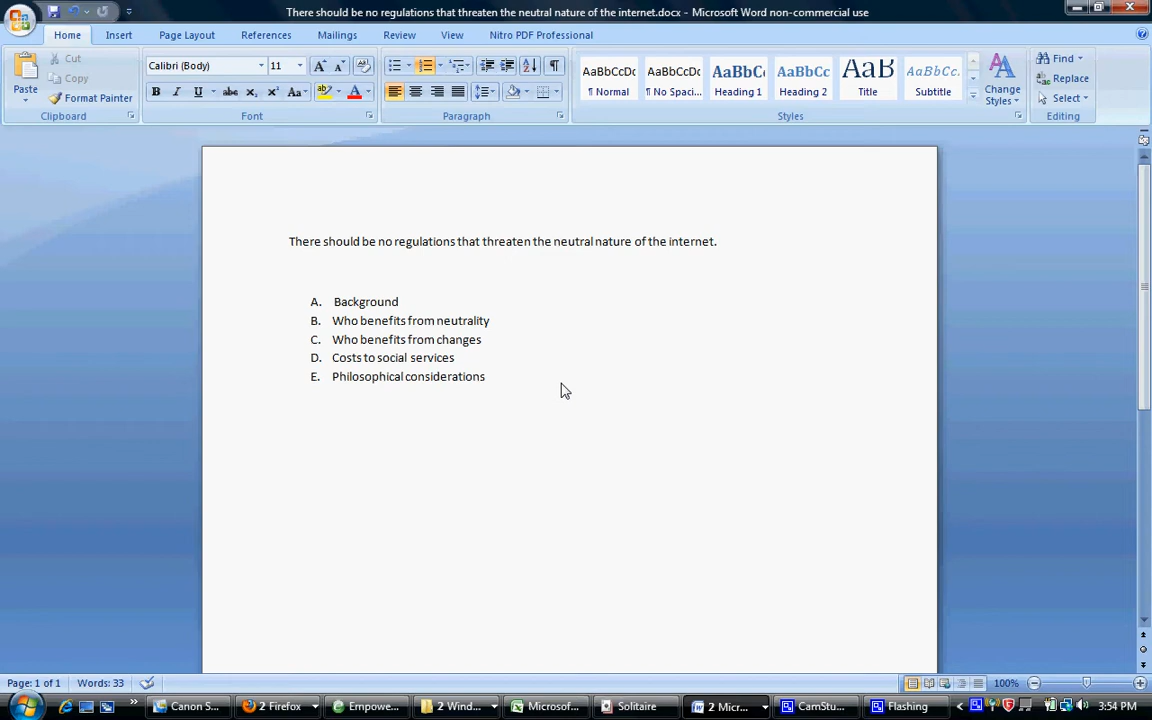 There should be no regulations that threaten the neutral nature of the internet.docx - Microsoft Word non-commercial use
Home Insert Page Layout References Mailings Review View Nitro PDF Professional
Paste
Cut
Copy
Format Painter
Clipboard
Calibri (Body) 11
Font
Paragraph
AaBbCcDc AaBbCcDc AaBbC AaBbCc AaB AaBbCc.
¶ Normal ¶ No Spaci... Heading 1 Heading 2 Title Subtitle
Change Styles
Styles
Find
Replace
Select
Editing
There should be no regulations that threaten the neutral nature of the internet.
A. Background
B. Who benefits from neutrality
C. Who benefits from changes
D. Costs to social services
E. Philosophical considerations
Page: 1 of 1 Words: 33 100%
Canon S... 2 Firefox Empowe... 2 Wind... Microsof... Solitaire 2 Micr... CamStu... Flashing 3:54 PM